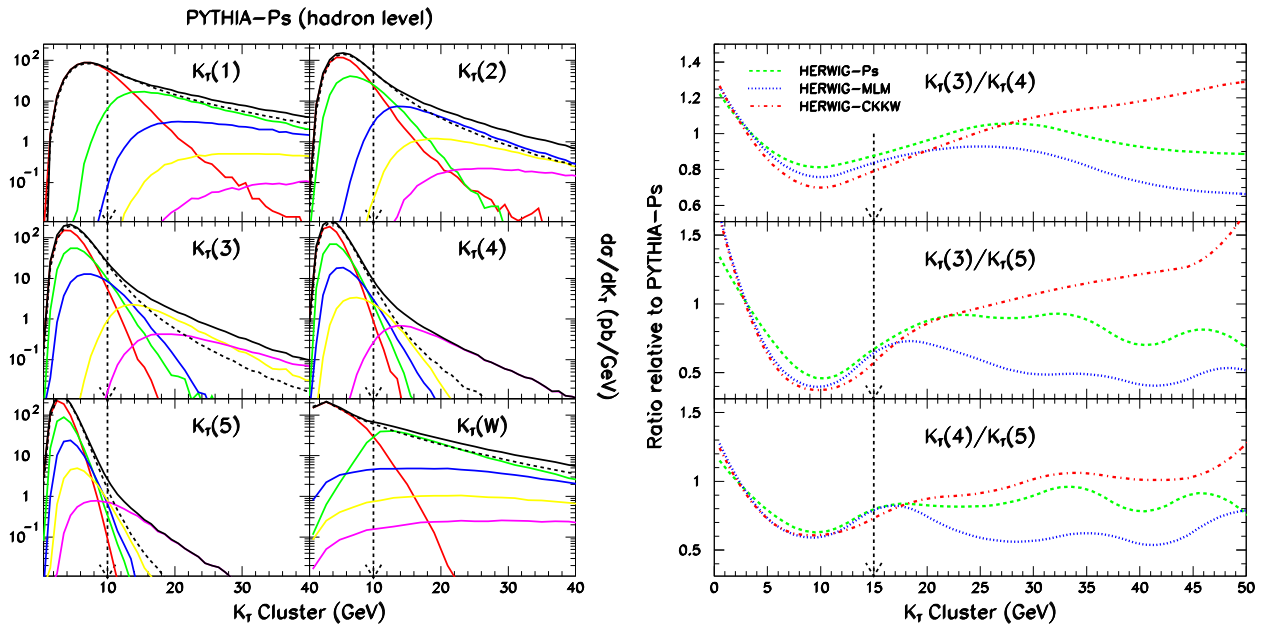 PYTHIA-Ps (hadron level)
10² 10 1 10⁻¹
K_T(1)
K_T(2)
10² 10 1 10⁻¹
K_T(3)
K_T(4)
10² 10 1 10⁻¹
K_T(5)
K_T(W)
0 10 20 30 40 0 10 20 30 40
K_T Cluster (GeV)
K_T Cluster (GeV)
dσ/dK_T (pb/GeV)
Ratio relative to PYTHIA-Ps
1.4 1.2 1 0.8 0.6
HERWIG-Ps
HERWIG-MLM
HERWIG-CKKW
K_T(3)/K_T(4)
1.5 1 0.5
K_T(3)/K_T(5)
1.5 1 0.5
K_T(4)/K_T(5)
0 5 10 15 20 25 30 35 40 45 50
K_T Cluster (GeV)